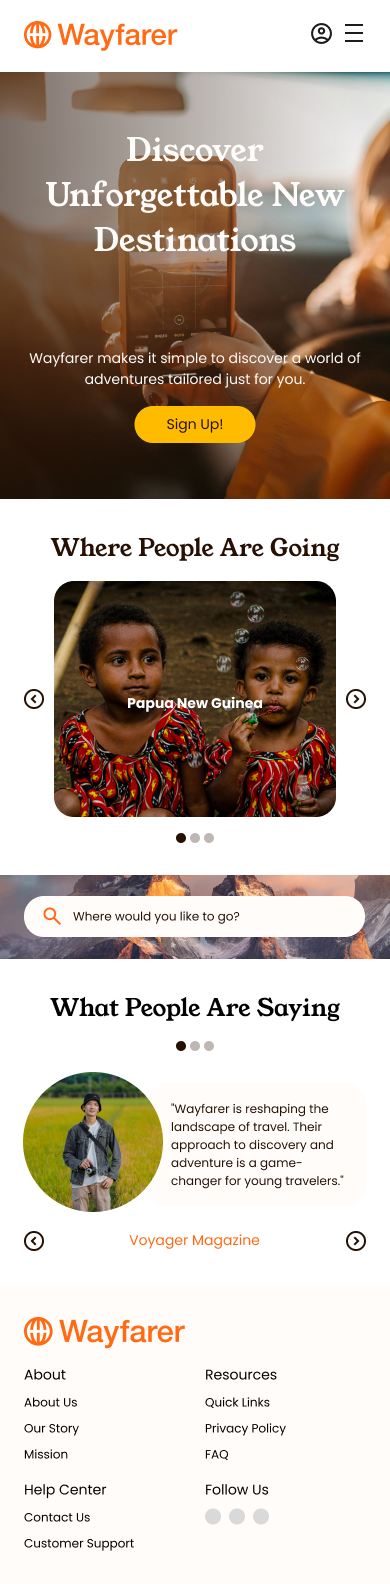 Wayfarer
Discover
Unforgettable New
Destinations
Wayfarer makes it simple to discover a world of
adventures tailored just for you.
Sign Up!
Where People Are Going
Papua New Guinea
Where would you like to go?
What People Are Saying
"Wayfarer is reshaping the
landscape of travel. Their
approach to discovery and
adventure is a game-
changer for young travelers."
Voyager Magazine
Wayfarer
About
About Us
Our Story
Mission
Resources
Quick Links
Privacy Policy
FAQ
Help Center
Contact Us
Customer Support
Follow Us